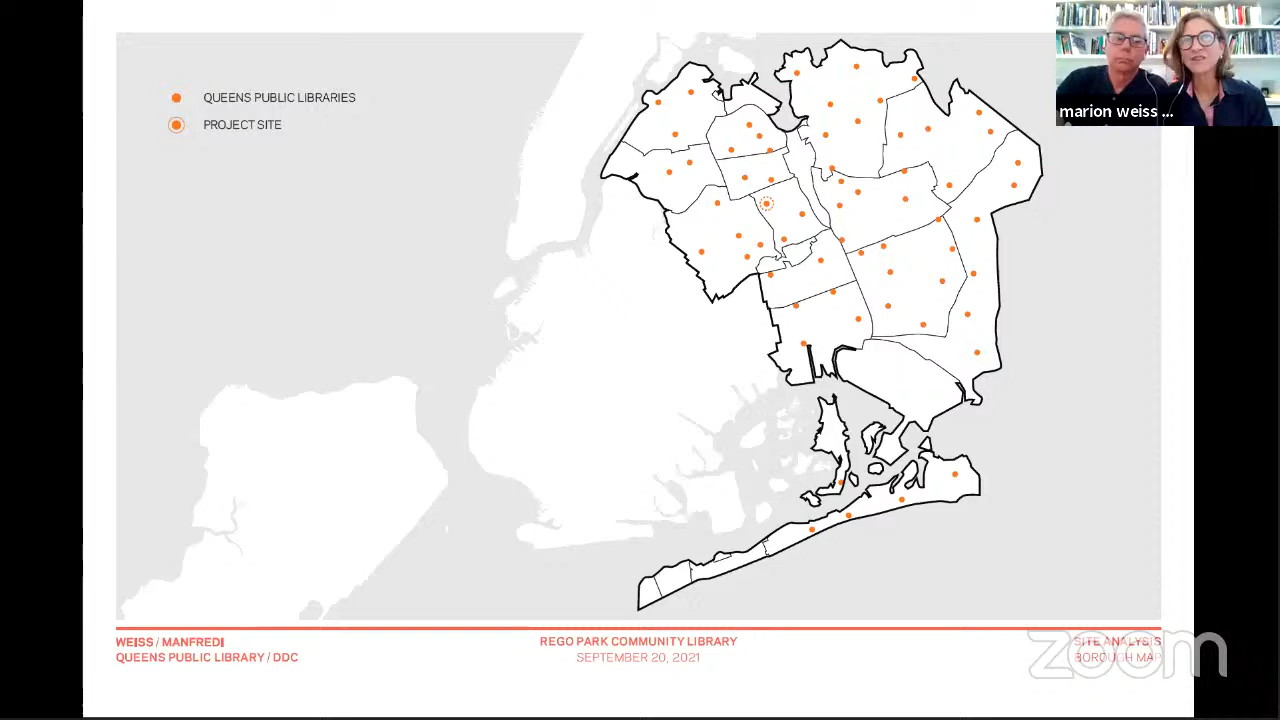 marion weiss ...
QUEENS PUBLIC LIBRARIES
PROJECT SITE
WEISS / MANFREDI
QUEENS PUBLIC LIBRARY / DDC
REGO PARK COMMUNITY LIBRARY
SEPTEMBER 20, 2021
SITE ANALYSIS
BOROUGH MAP
zoom